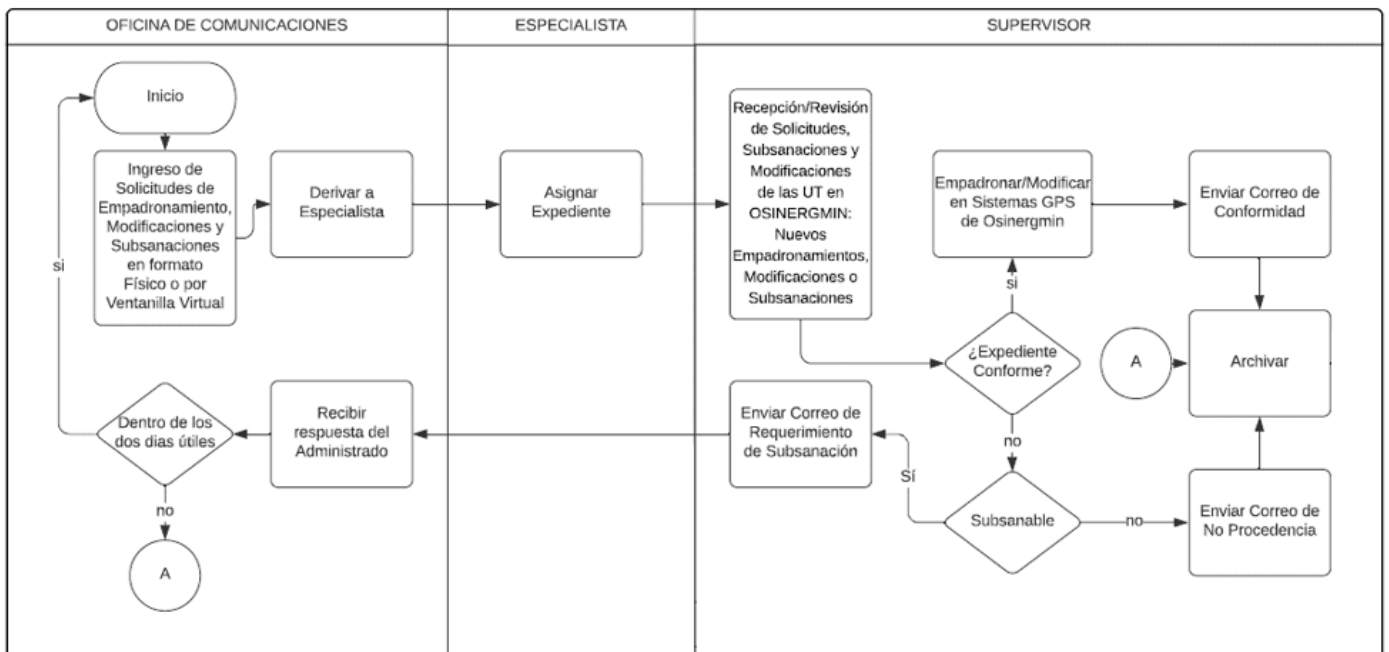 OFICINA DE COMUNICACIONES
ESPECIALISTA
SUPERVISOR
Inicio
Ingreso de
Solicitudes de
Empadronamiento,
Modificaciones y
Subsanaciones
en formato
Físico o por
Ventanilla Virtual
Derivar a
Especialista
Asignar
Expediente
Recepción/Revisión
de Solicitudes,
Subsanaciones y
Modificaciones
de las UT en
OSINERGMIN:
Nuevos
Empadronamientos,
Modificaciones o
Subsanaciones
Empadronar/Modificar
en Sistemas GPS
de Osinergmin
Enviar Correo de
Conformidad
si
si
¿Expediente
Conforme?
A
Archivar
Dentro de los
dos dias útiles
Recibir
respuesta del
Administrado
Enviar Correo de
Requerimiento
de Subsanación
no
Sí
Subsanable
no
Enviar Correo de
No Procedencia
no
A